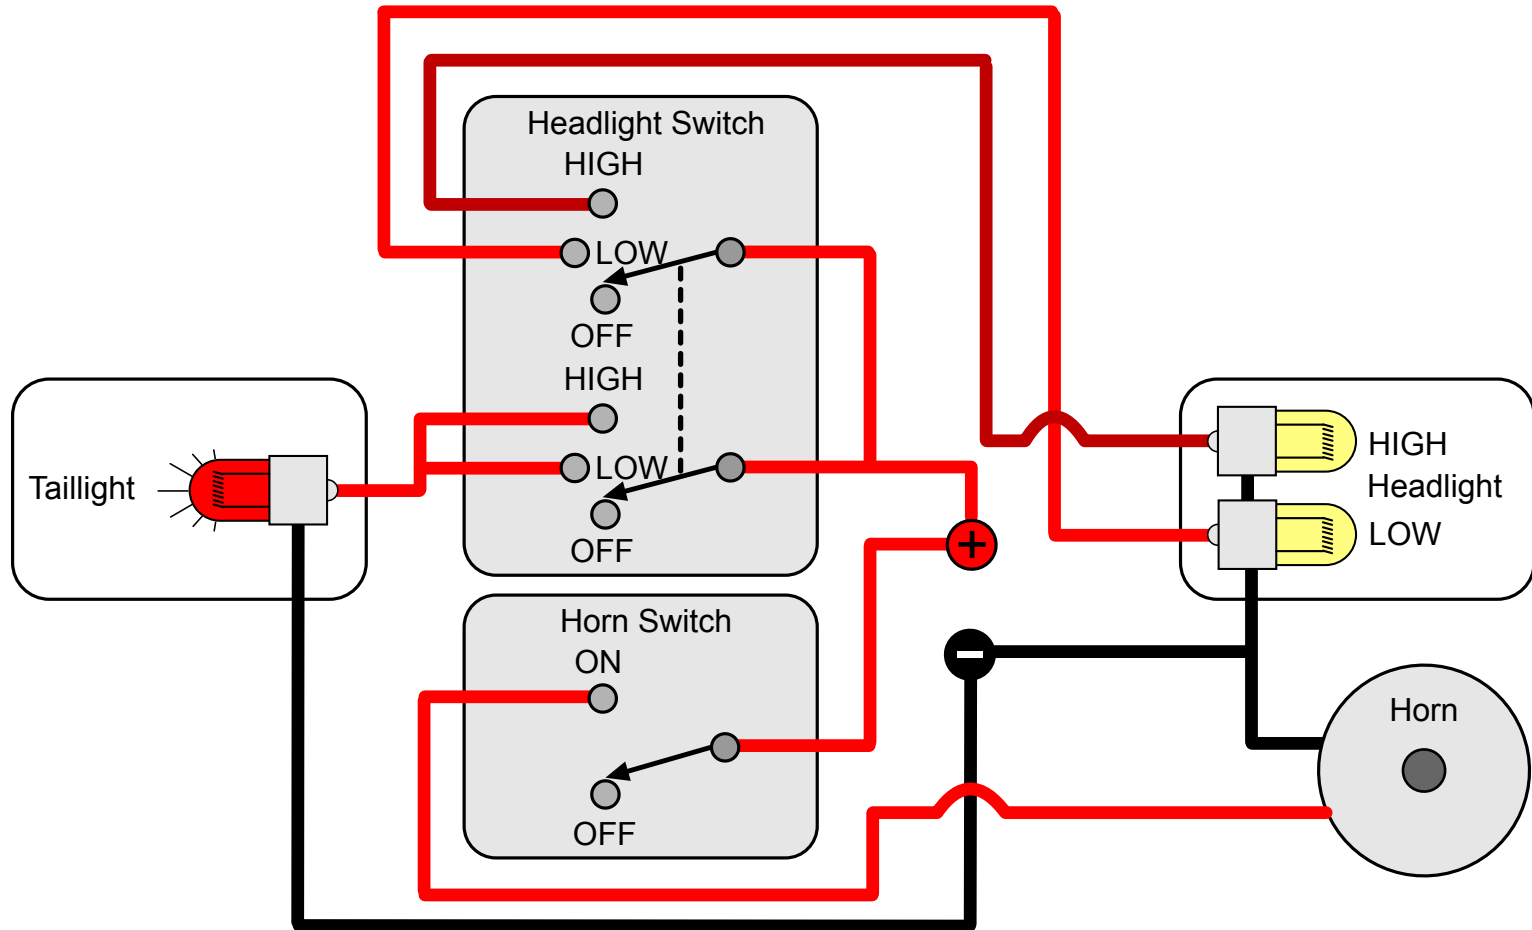 Headlight Switch
HIGH
LOW
OFF
HIGH
LOW
OFF
Taillight
HIGH
Headlight
LOW
+
-
Horn Switch
ON
OFF
Horn